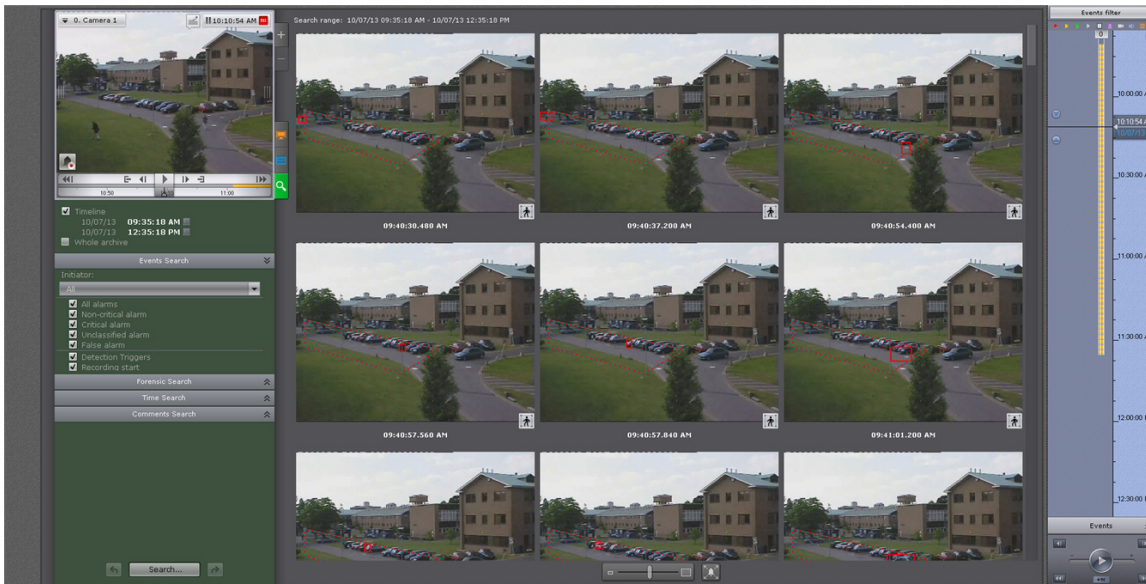 0. Camera 1
10:10:54 AM
Search range: 10/07/13 09:35:18 AM - 10/07/13 12:35:18 PM
Events filter
0
10:50
11:00
Timeline
10/07/13 09:35:18 AM
10/07/13 12:35:18 PM
Whole archive
Events Search
Initiator:
All
All alarms
Non-critical alarm
Critical alarm
Unclassified alarm
False alarm
Detection Triggers
Recording start
Forensic Search
Time Search
Comments Search
Search...
09:40:30.480 AM
09:40:37.200 AM
09:40:54.400 AM
09:40:57.560 AM
09:40:57.840 AM
09:41:01.200 AM
10:00:00
10:10:54
10/07/13
10:30:00
11:00:00
11:30:00
12:00:00
12:30:00
Events